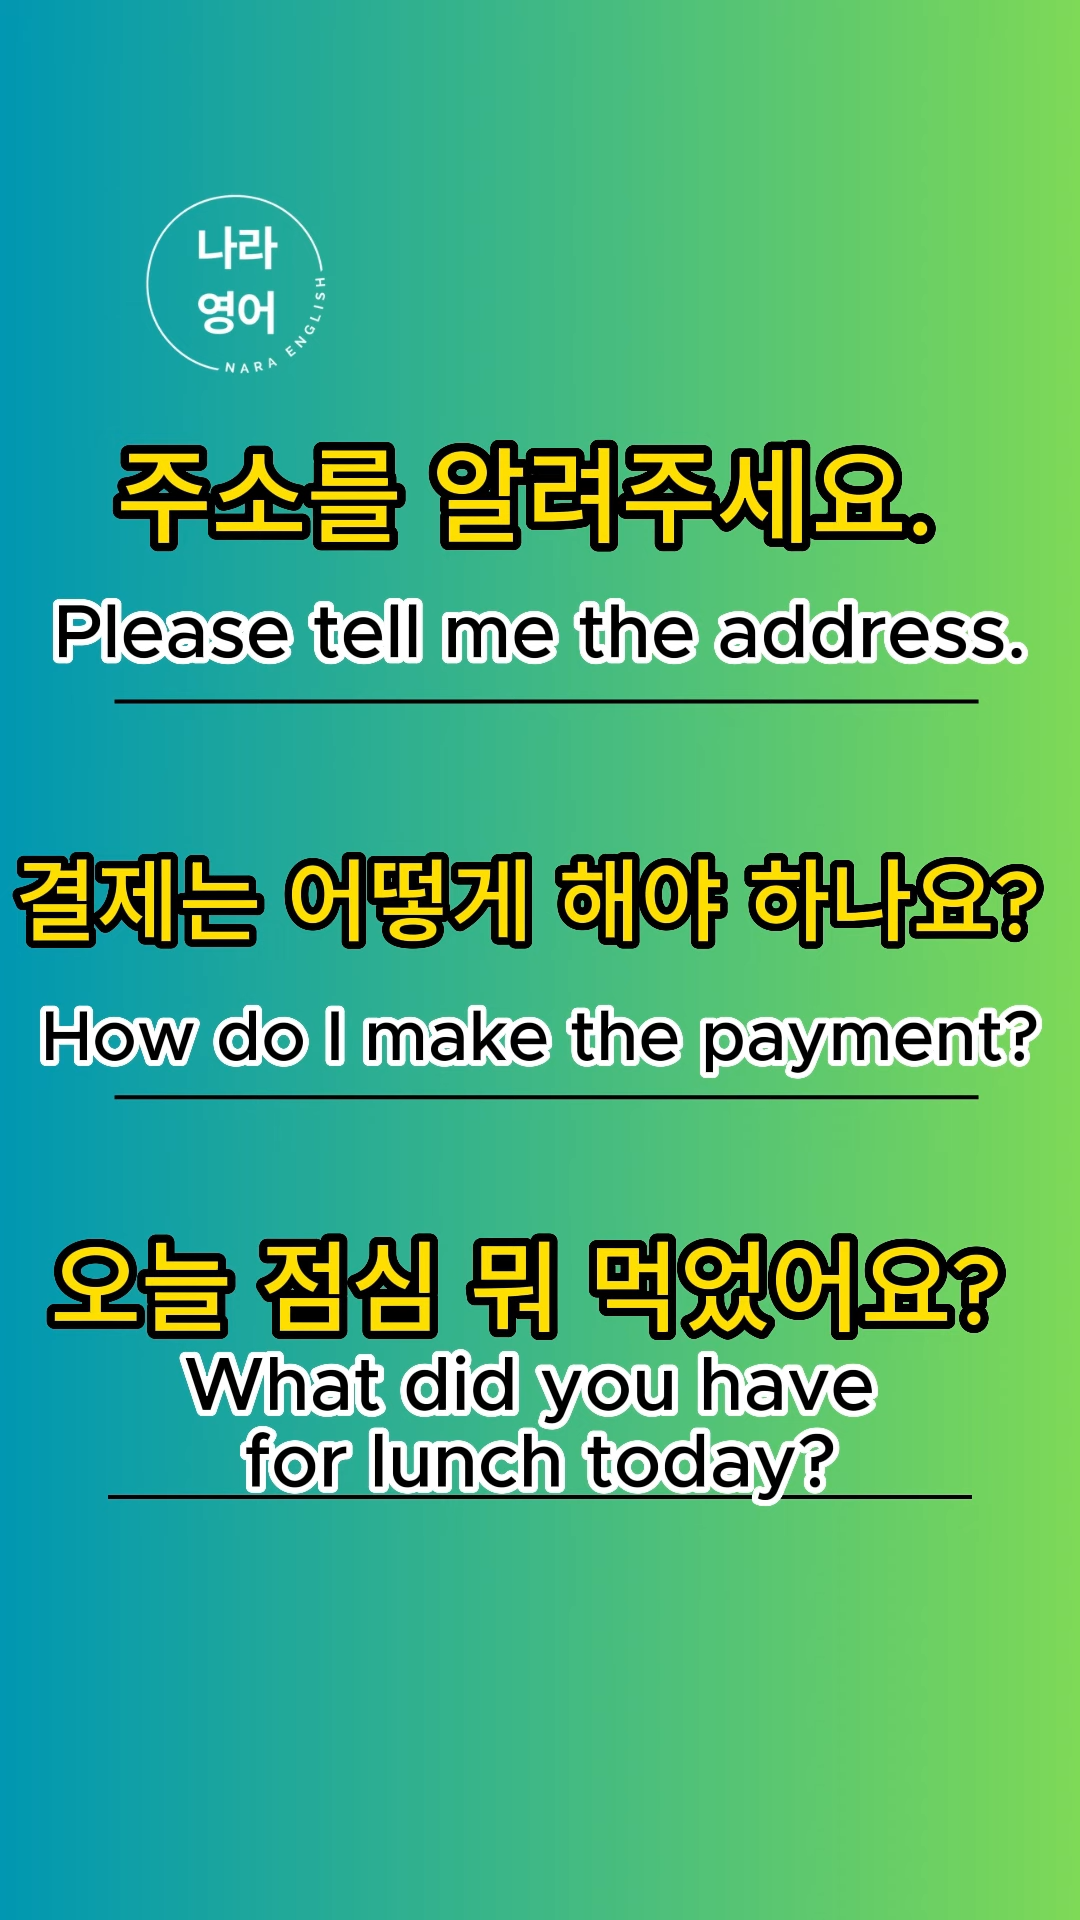 나라
영어
NARA ENGLISH
주소를 알려주세요.
Please tell me the address.
결제는 어떻게 해야 하나요?
How do I make the payment?
오늘 점심 뭐 먹었어요?
What did you have
for lunch today?